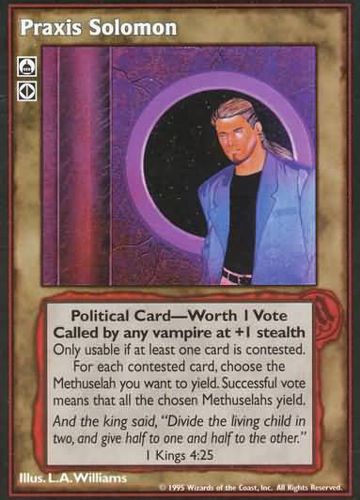 Praxis Solomon
Political Card—Worth 1 Vote
Called by any vampire at +1 stealth
Only usable if at least one card is contested.
For each contested card, choose the
Methuselah you want to yield. Successful vote
means that all the chosen Methuselahs yield.
And the king said, “Divide the living child in
two, and give half to one and half to the other.”
1 Kings 4:25
© 1995 Wizards of the Coast, Inc. All Rights Reserved.
Illus. L.A. Williams